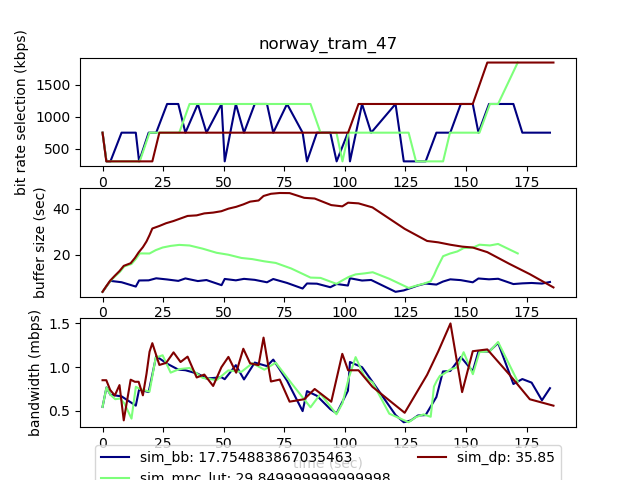 norway_tram_47
bit rate selection (kbps)
1500
1000
500
0 25 50 75 100 125 150 175
buffer size (sec)
40
20
0 25 50 75 100 125 150 175
bandwidth (mbps)
1.5
1.0
0.5
0 25 50 75 100 125 150 175
time (sec)
sim_bb: 17.754883867035463
sim_dp: 35.85
sim_mpc_lut: 29.849999999999998